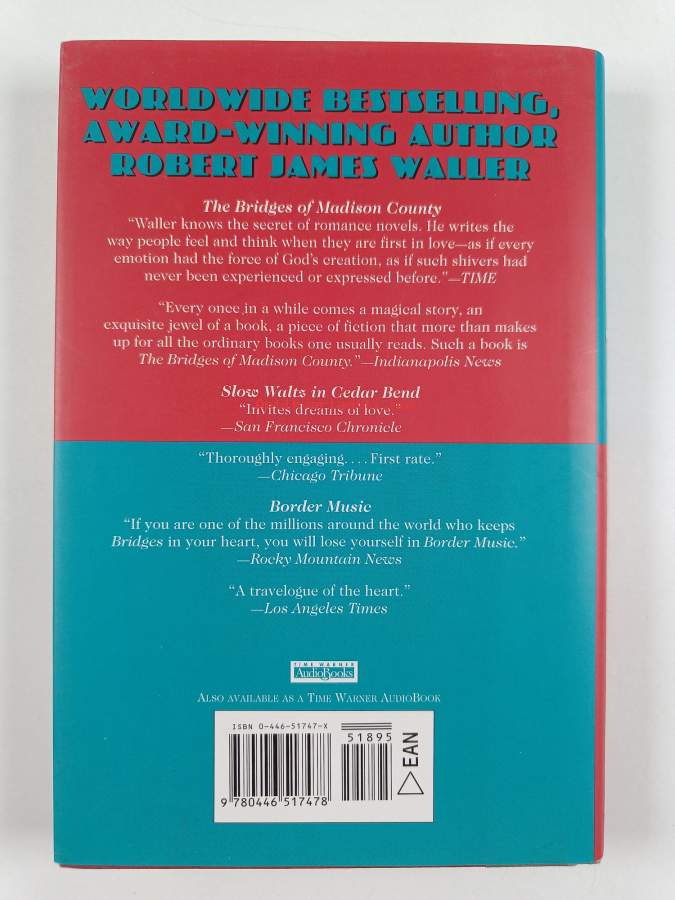 WORLDWIDE BESTSELLING,
AWARD-WINNING AUTHOR
ROBERT JAMES WALLER
The Bridges of Madison County
“Waller knows the secret of romance novels. He writes the
way people feel and think when they are first in love—as if every
emotion had the force of God’s creation, as if such shivers had
never been experienced or expressed before.”—TIME
“Every once in a while comes a magical story, an
exquisite jewel of a book, a piece of fiction that more than makes
up for all the ordinary books one usually reads. Such a book is
The Bridges of Madison County.”—Indianapolis News
Slow Waltz in Cedar Bend
“Invites dreams of love.”
—San Francisco Chronicle
“Thoroughly engaging. . . . First rate.”
—Chicago Tribune
Border Music
“If you are one of the millions around the world who keeps
Bridges in your heart, you will lose yourself in Border Music.”
—Rocky Mountain News
“A travelogue of the heart.”
—Los Angeles Times
TIME WARNER
AudioBooks
ALSO AVAILABLE AS A TIME WARNER AUDIOBOOK
ISBN 0-446-51747-X
51895
EAN
9 780446 517478